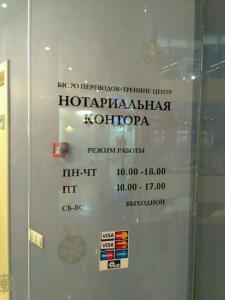 БЮРО ПЕРЕВОДОВ•ТРЕНИНГ-ЦЕНТР
НОТАРИАЛЬНАЯ
КОНТОРА
РЕЖИМ РАБОТЫ
ПН-ЧТ 10.00 -18.00
ПТ 10.00 - 17.00
СБ-ВС ВЫХОДНОЙ
VISA VISA